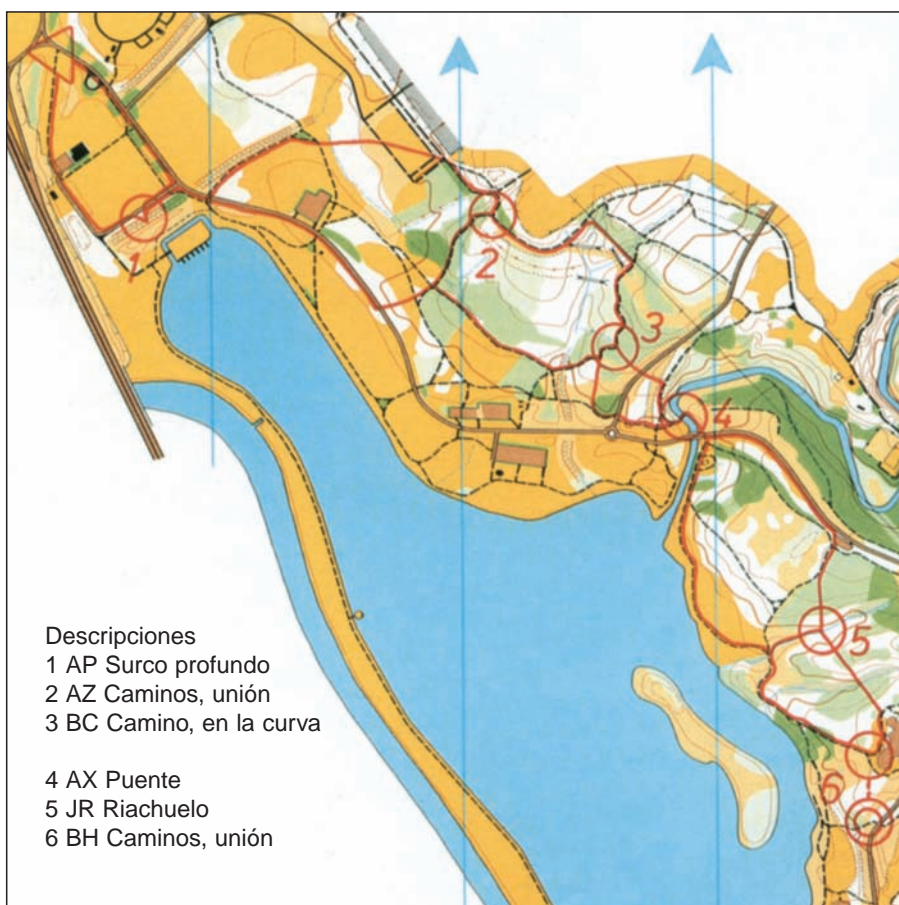 1
2
3
4
5
6
Descripciones
1 AP Surco profundo
2 AZ Caminos, unión
3 BC Camino, en la curva
4 AX Puente
5 JR Riachuelo
6 BH Caminos, unión